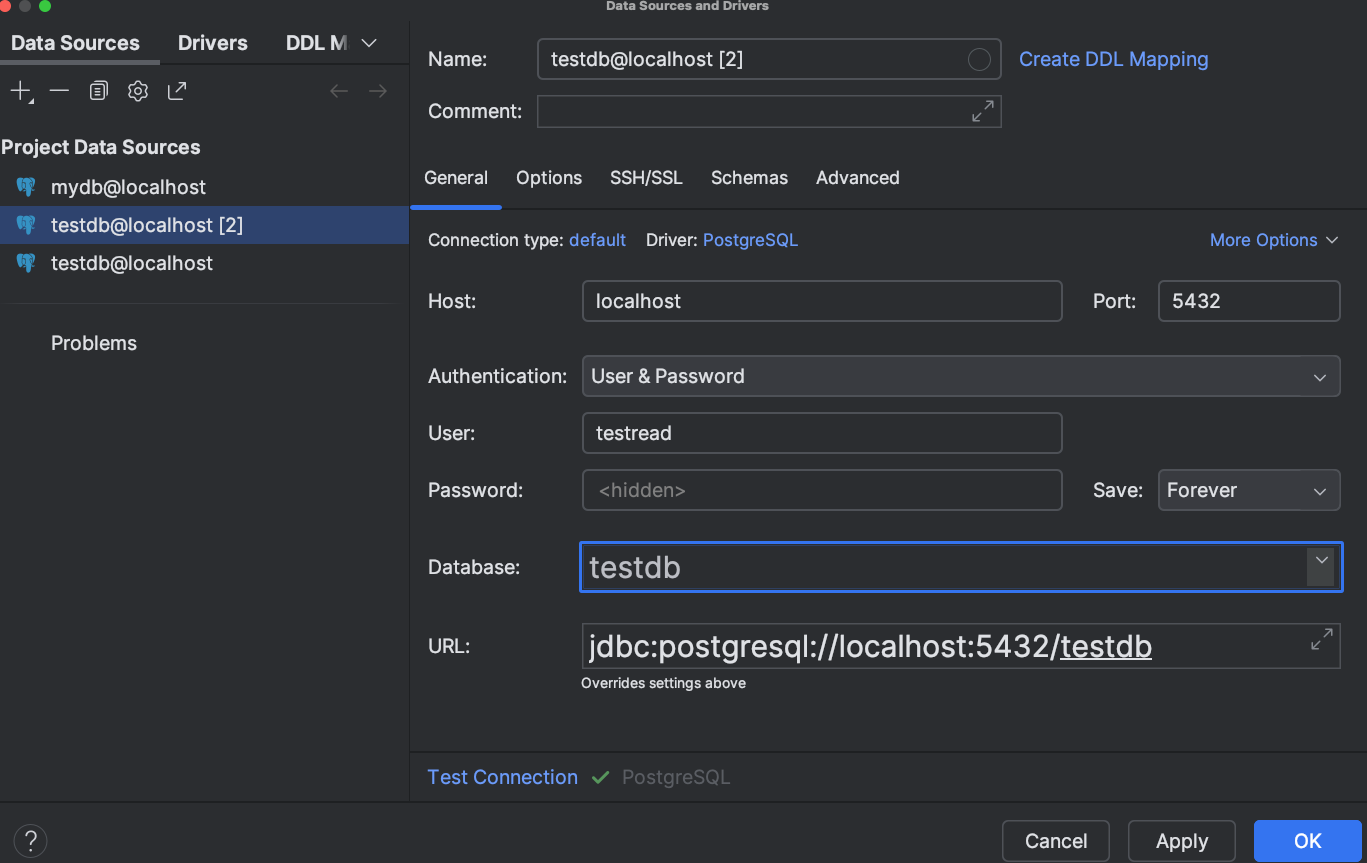 Data Sources and Drivers
Data Sources Drivers DDL M
Project Data Sources
mydb@localhost
testdb@localhost [2]
testdb@localhost
Problems
Name: testdb@localhost [2] Create DDL Mapping
Comment:
General Options SSH/SSL Schemas Advanced
Connection type: default Driver: PostgreSQL More Options
Host: localhost Port: 5432
Authentication: User & Password
User: testread
Password: <hidden> Save: Forever
Database: testdb
URL: jdbc:postgresql://localhost:5432/testdb
Overrides settings above
Test Connection PostgreSQL
? Cancel Apply OK